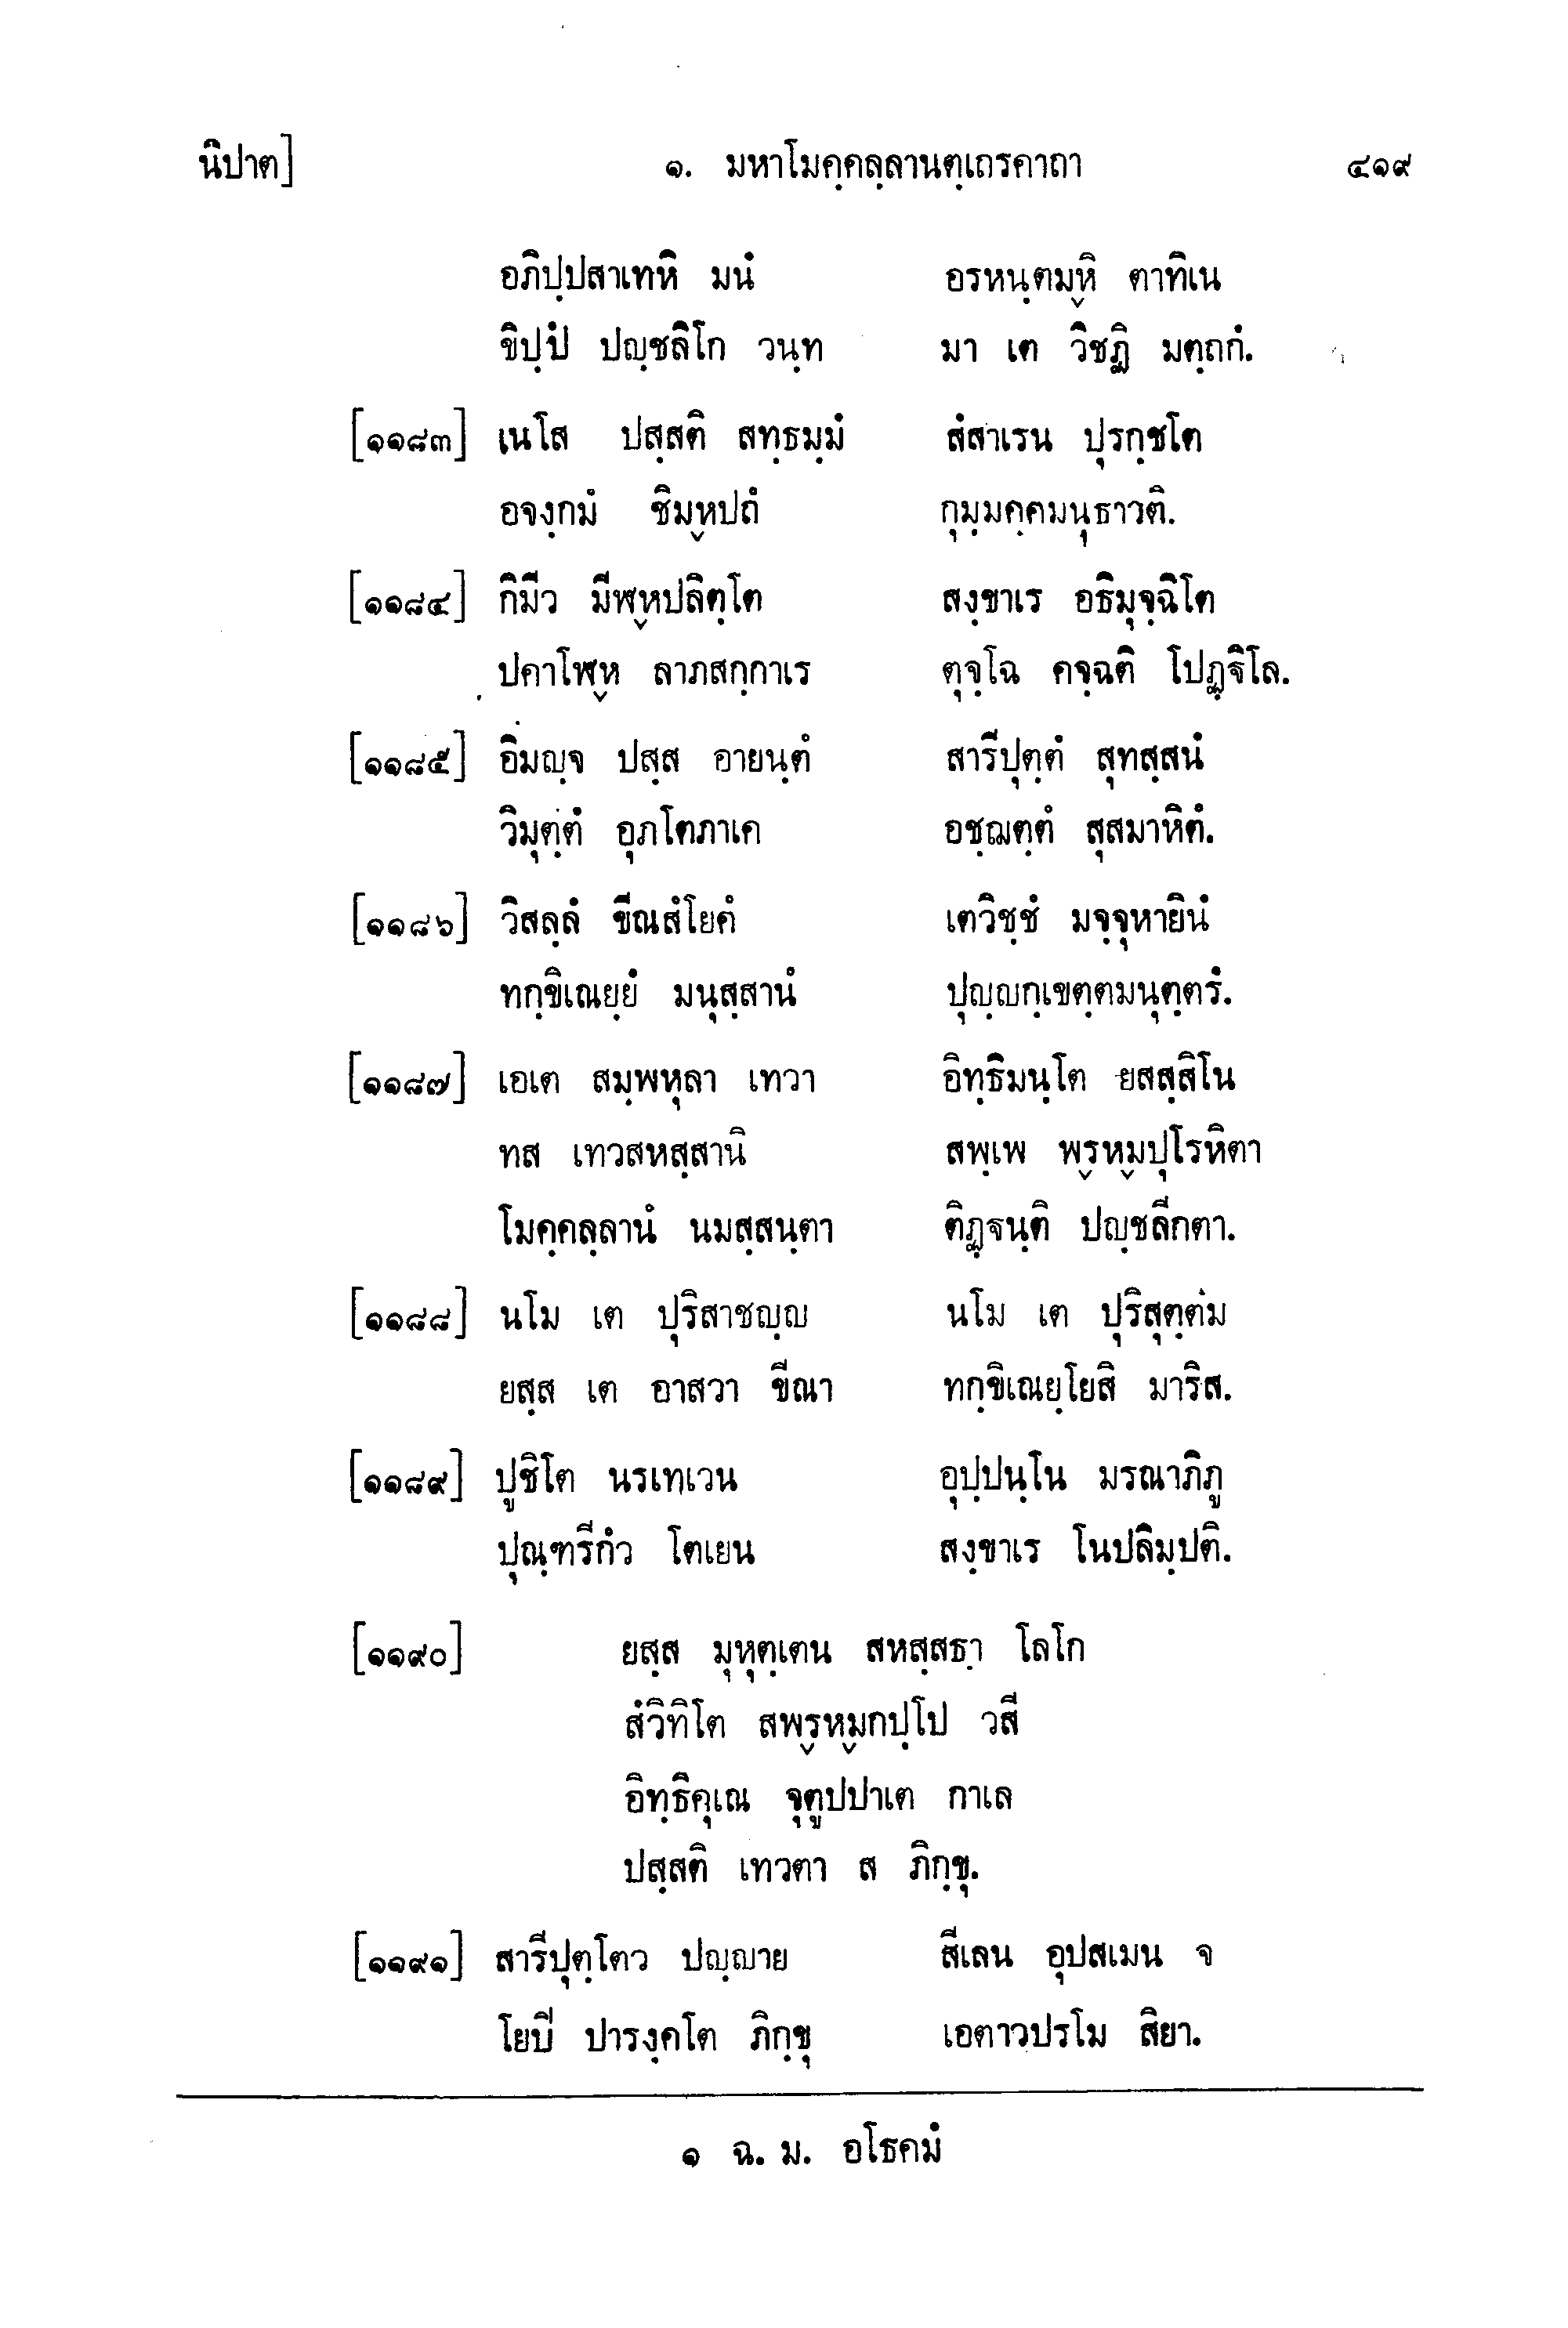 นิปาต] ๑. มหาโมคฺคลฺลานตฺเถรคาถา ๔๑๙
อภิปฺปสาเทหิ มนํ อรหนฺตมฺหิ ตาทิเน
ขิปฺปํ ปญฺชลิโก วนฺท มา เต วิชฏิ มตฺถกํ.
[๑๑๘๓] เนโส ปสฺสติ สทฺธมฺมํ สํสาเรน ปุรกฺขโต
อจงฺกมํ ชิมฺหปถํ กุมฺมคฺคมนุธาวติ.
[๑๑๘๔] กิมีว มีฬฺหปลิตฺโต สงฺขาเร อธิมุจฺฉิโต
ปคาโฬฺห ลาภสกฺกาเร ตุจฺโฉ คจฺฉติ โปฏฺฐิโล.
[๑๑๘๕] อิมญฺจ ปสฺส อายนฺตํ สารีปุตฺตํ สุทสฺสนํ
วิมุตฺตํ อุภโตภาเค อชฺฌตฺตํ สุสมาหิตํ.
[๑๑๘๖] วิสลฺลํ ขีณสํโยคํ เตวิชฺชํ มจฺจุหายินํ
ทกฺขิเณยฺยํ มนุสฺสานํ ปุญฺญกฺเขตฺตมนุตฺตรํ.
[๑๑๘๗] เอเต สมฺพหุลา เทวา อิทฺธิมนฺโต ยสสฺสิโน
ทส เทวสหสฺสานิ สพฺเพ พฺรหฺมปุโรหิตา
โมคฺคลฺลานํ นมสฺสนฺตา ติฏฺฐนฺติ ปญฺชลีกตา.
[๑๑๘๘] นโม เต ปุริสาชญฺญ นโม เต ปุริสุตฺตม
ยสฺส เต อาสวา ขีณา ทกฺขิเณยฺโยสิ มาริส.
[๑๑๘๙] ปูชิโต นรเทเวน อุปฺปนฺโน มรณาภิภู
ปุณฺฑรีกํว โตเยน สงฺขาเร โนปลิมฺปติ.
[๑๑๙๐] ยสฺส มุหุตฺเตน สหสฺสธา โลโก
สํวิทิโต สพฺรหฺมกปฺโป วสี
อิทฺธิคุเณ จุตูปปาเต กาเล
ปสฺสติ เทวตา ส ภิกฺขุ.
[๑๑๙๑] สารีปุตฺโตว ปญฺญาย สีเลน อุปสเมน จ
โยปิ ปารงฺคโต ภิกฺขุ เอตาวปรโม สิยา.
๑ ฉ. ม. อโธคมํ